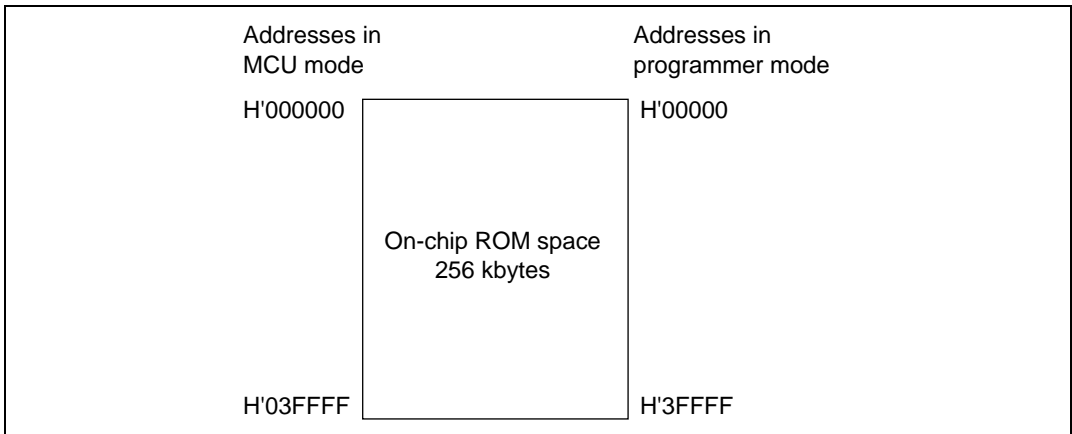 Addresses in
MCU mode
Addresses in
programmer mode
H'000000
H'00000
On-chip ROM space
256 kbytes
H'03FFFF
H'3FFFF